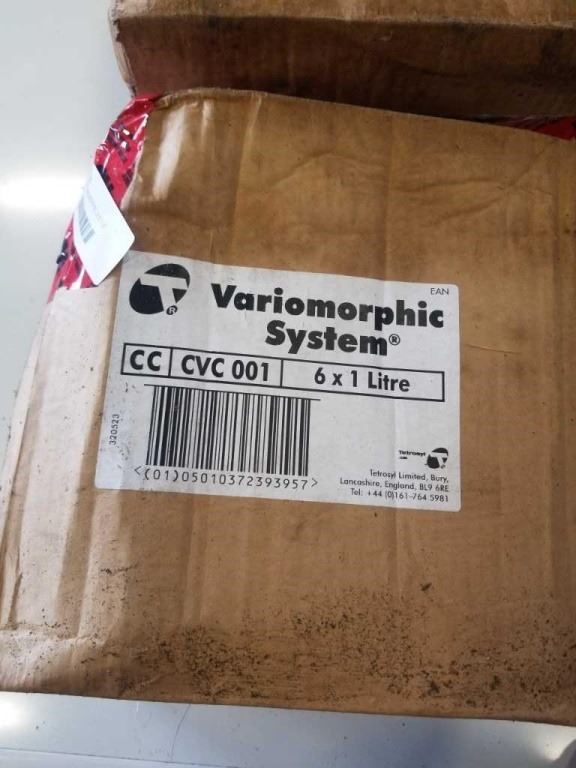 EAN
Variomorphic
System®
CC CVC 001 6 x 1 Litre
320523
<(01)05010372393957>
Tetrosyl
Tetrosyl Limited, Bury,
Lancashire, England, BL9 6RE
Tel: +44 (0)161-764 5981